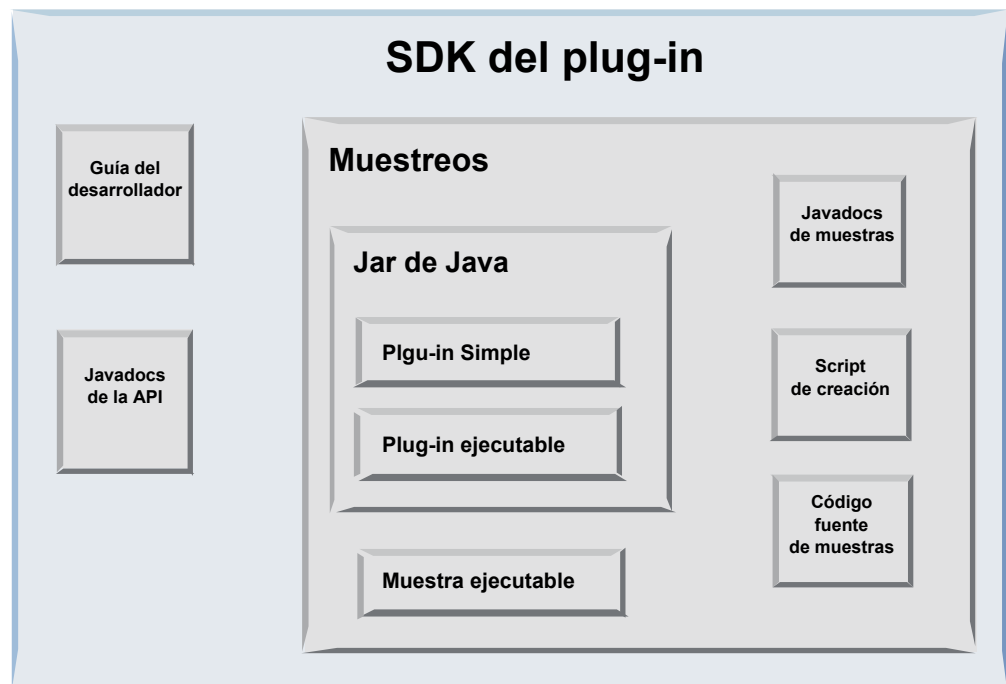 SDK del plug-in
Guía del
desarrollador
Javadocs
de la API
Muestreos
Jar de Java
Plgu-in Simple
Plug-in ejecutable
Muestra ejecutable
Javadocs
de muestras
Script
de creación
Código
fuente
de muestras